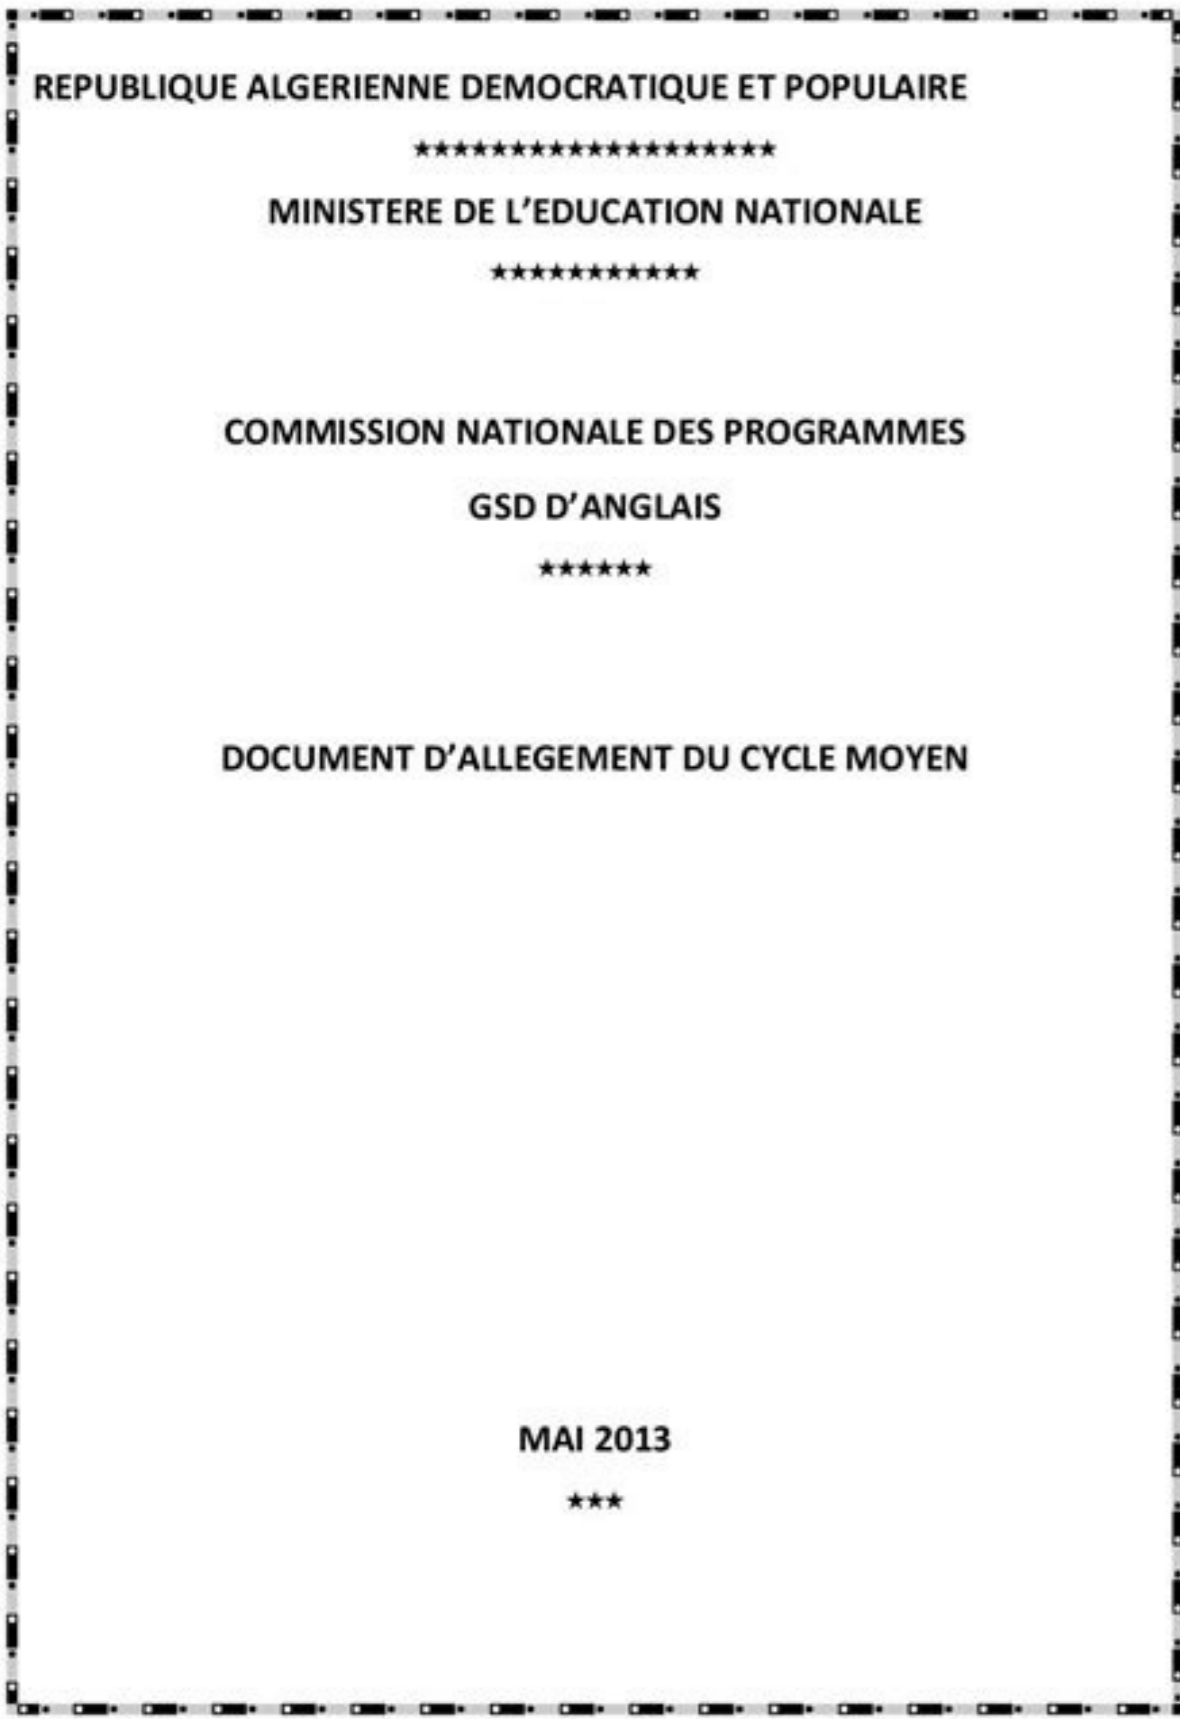 REPUBLIQUE ALGERIENNE DEMOCRATIQUE ET POPULAIRE
*******************
MINISTERE DE L'EDUCATION NATIONALE
***********
COMMISSION NATIONALE DES PROGRAMMES
GSD D'ANGLAIS
******
DOCUMENT D'ALLEGEMENT DU CYCLE MOYEN
MAI 2013
***